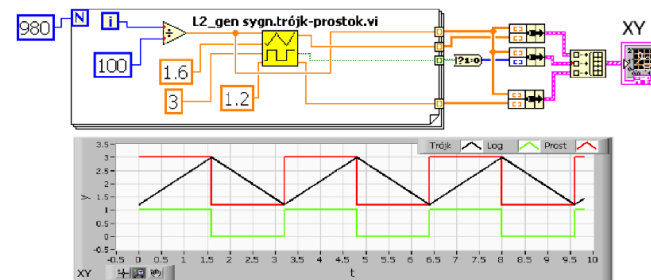 L2_gen sygn.trójk-prostok.vi
980
N
i
÷
100
1.6
3
1.2
?1:0
XY
Trójk Log Prost
3.5
3
2.5
2
1.5
1
0.5
0
-0.5
y
-0.5 0 0.5 1 1.5 2 2.5 3 3.5 4 4.5 5 5.5 6 6.5 7 7.5 8 8.5 9 9.5 10
XY
t